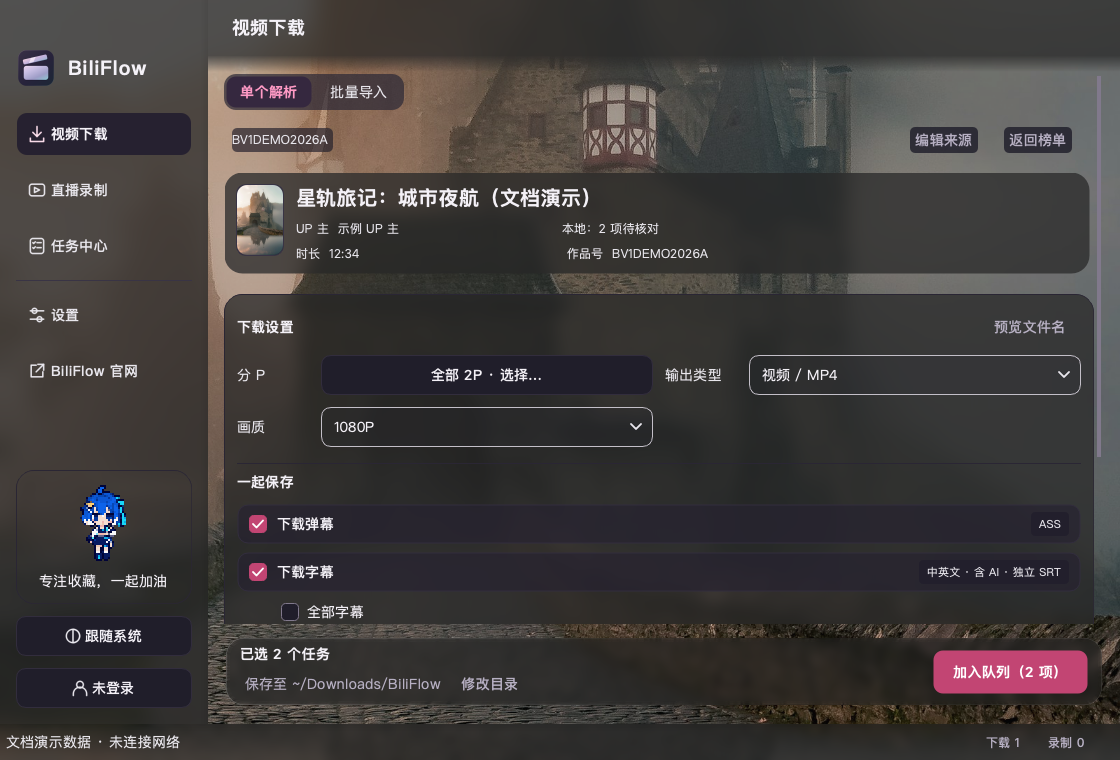 视频下载
BiliFlow
视频下载
直播录制
任务中心
设置
BiliFlow 官网
专注收藏，一起加油
跟随系统
未登录
单个解析 批量导入
BV1DEMO2026A 编辑来源 返回榜单
星轨旅记：城市夜航（文档演示）
UP 主 示例 UP 主 本地：2 项待核对
时长 12:34 作品号 BV1DEMO2026A
下载设置 预览文件名
分 P 全部 2P · 选择... 输出类型 视频 / MP4
画质 1080P
一起保存
下载弹幕 ASS
下载字幕 中英文 · 含 AI · 独立 SRT
全部字幕
已选 2 个任务
保存至 ~/Downloads/BiliFlow 修改目录
加入队列（2 项）
文档演示数据 · 未连接网络 下载 1 录制 0